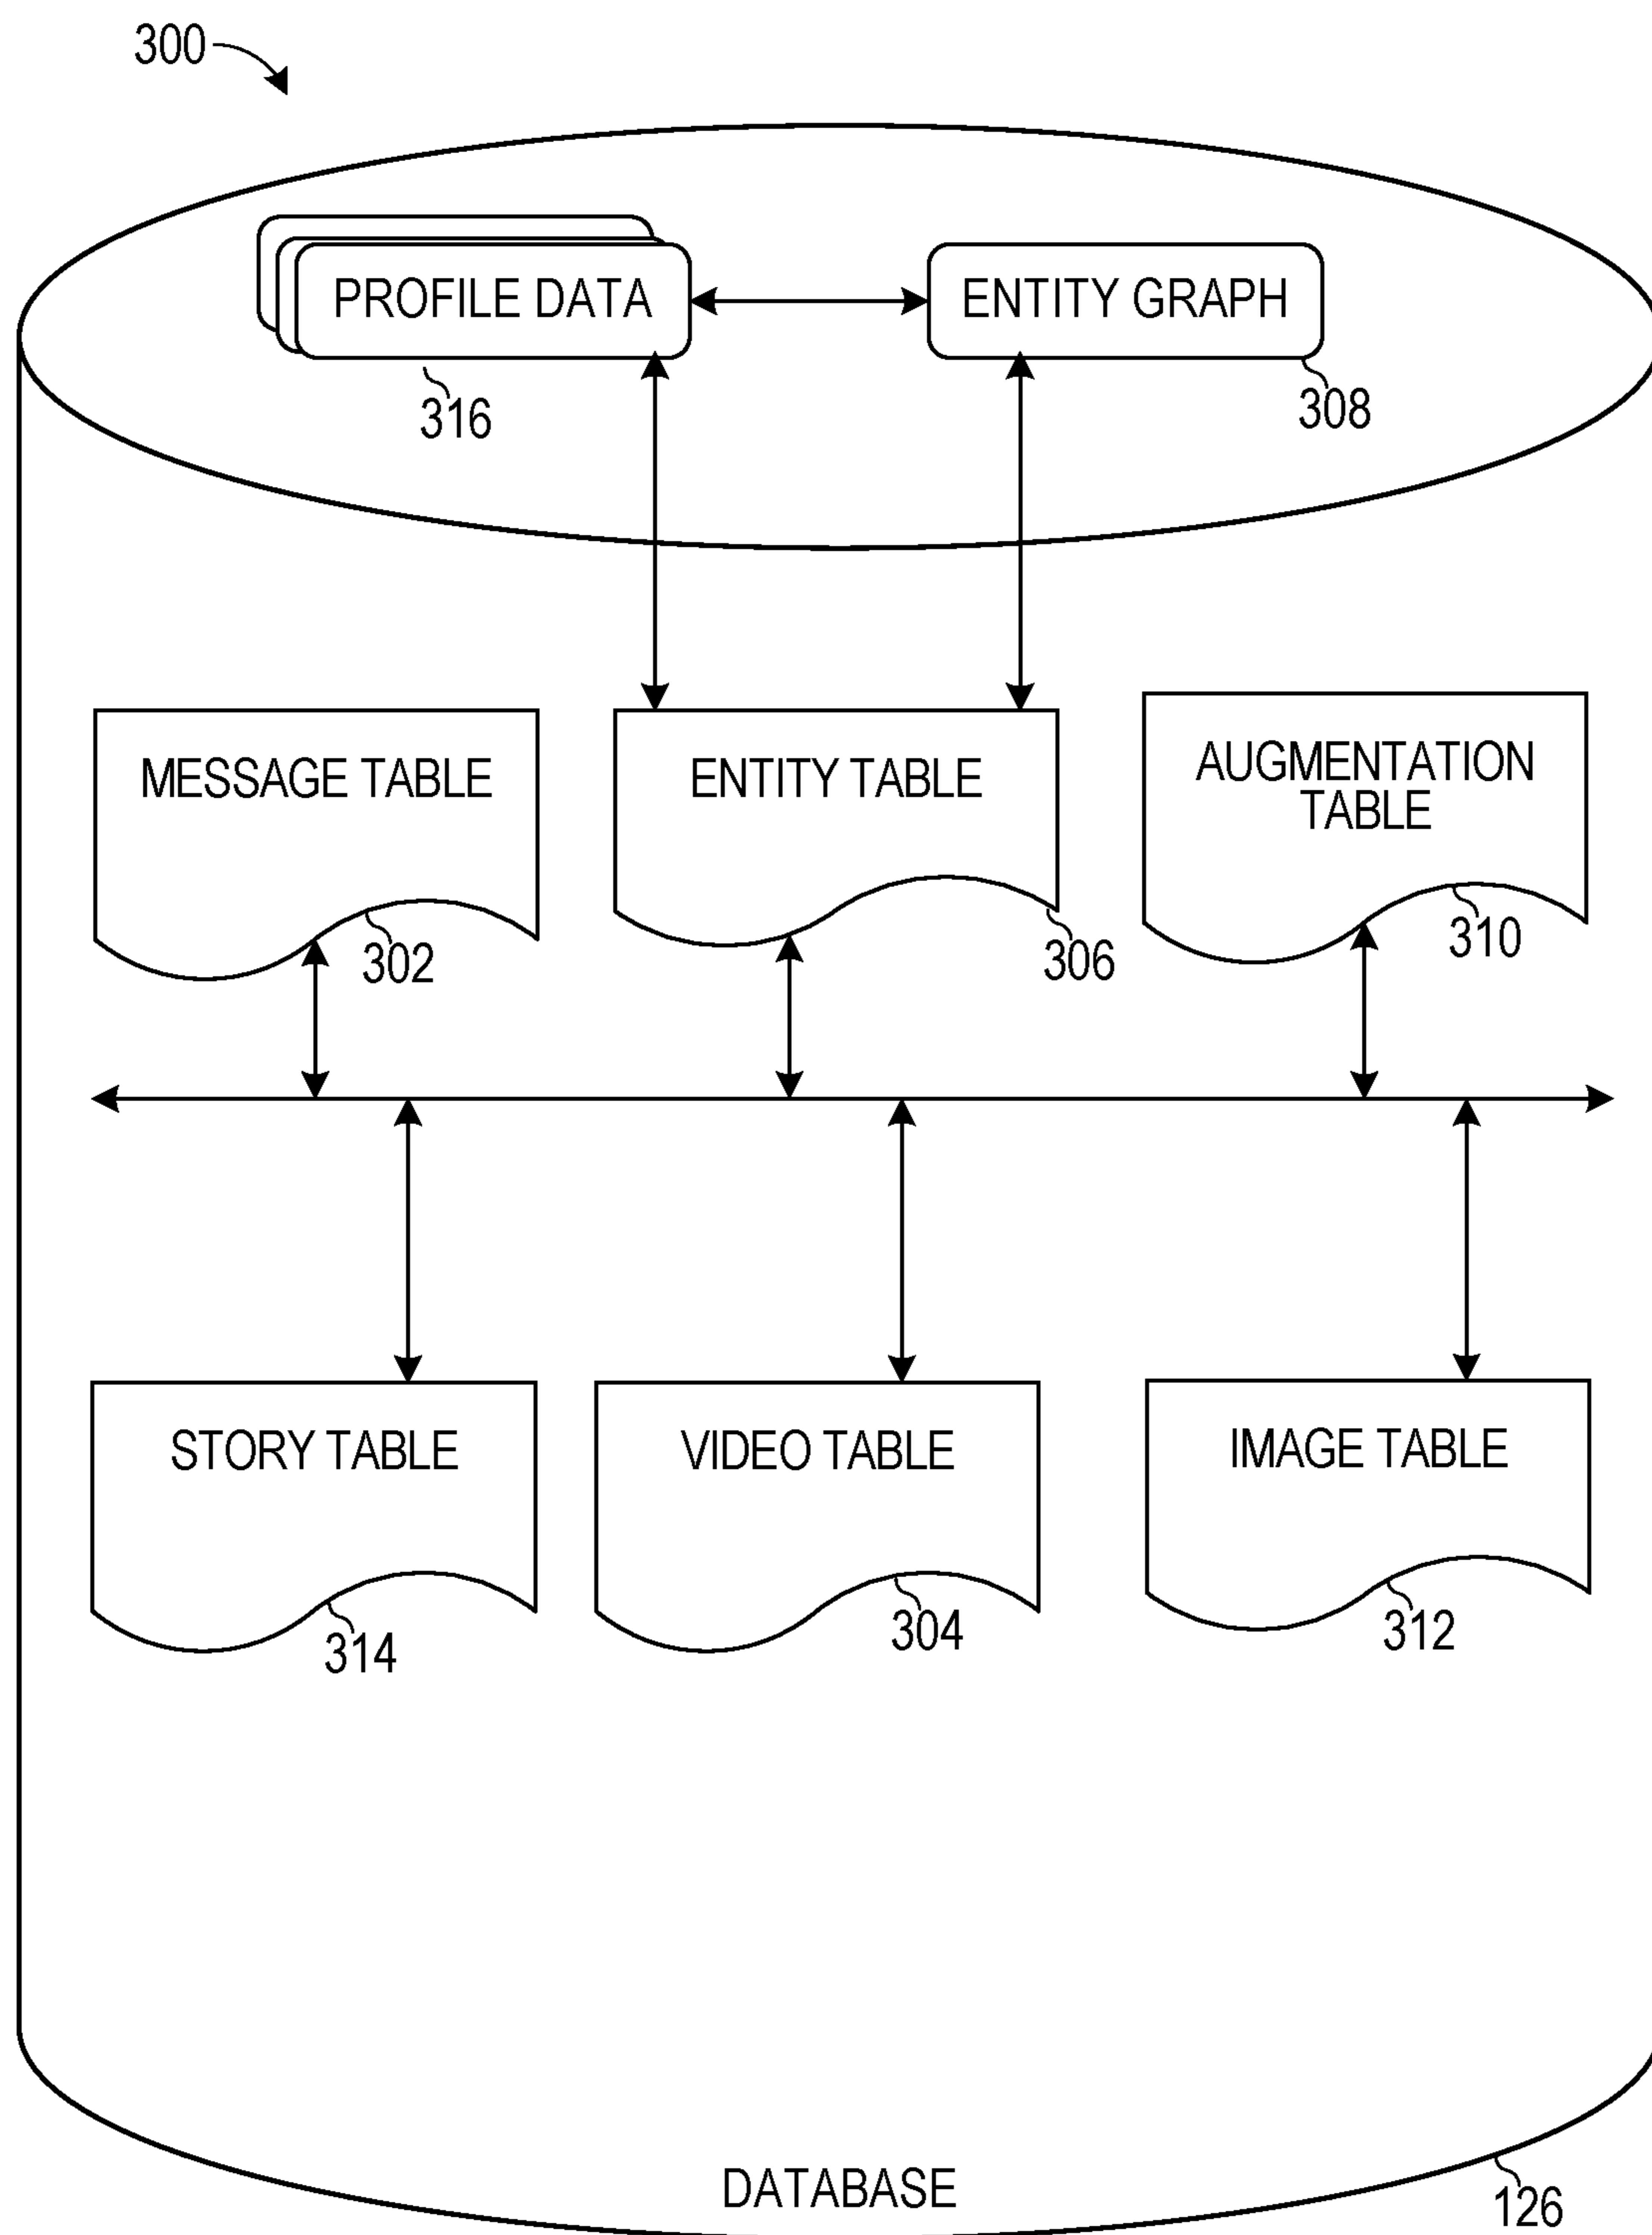 300
PROFILE DATA
ENTITY GRAPH
316
308
MESSAGE TABLE
ENTITY TABLE
AUGMENTATION
TABLE
302
306
310
STORY TABLE
VIDEO TABLE
IMAGE TABLE
314
304
312
DATABASE
126